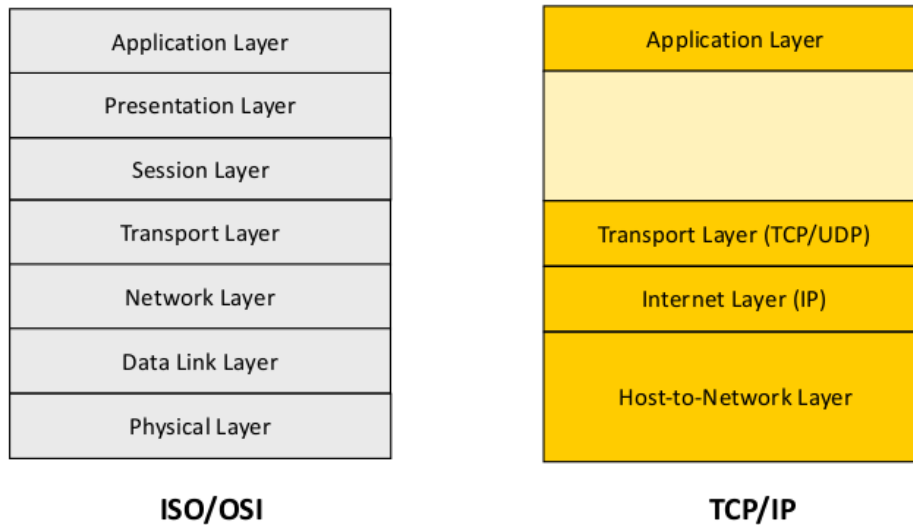 Application Layer
Presentation Layer
Session Layer
Transport Layer
Network Layer
Data Link Layer
Physical Layer
ISO/OSI
Application Layer
Transport Layer (TCP/UDP)
Internet Layer (IP)
Host-to-Network Layer
TCP/IP